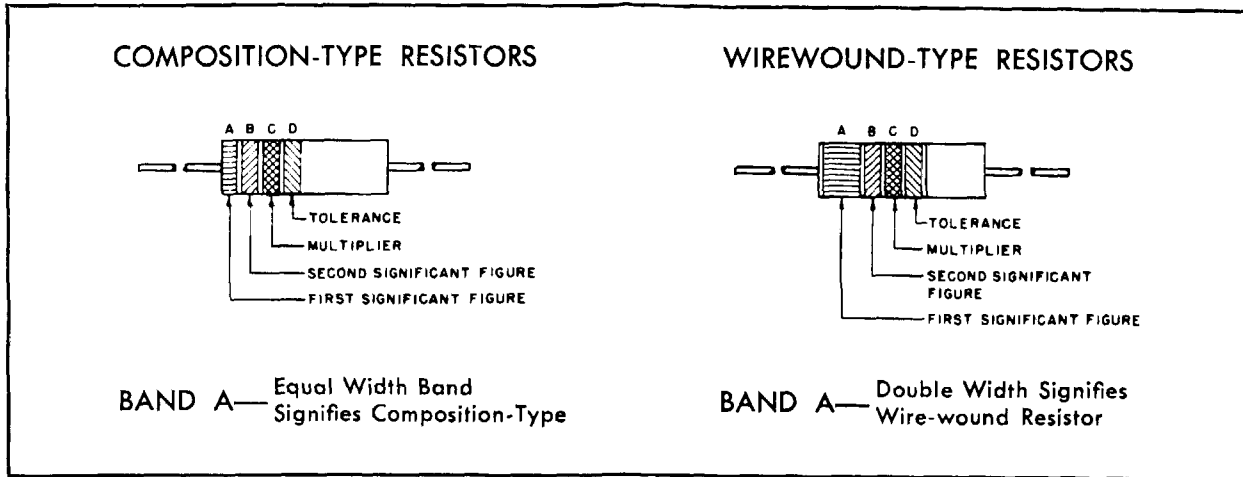 COMPOSITION-TYPE RESISTORS
A B C D
TOLERANCE
MULTIPLIER
SECOND SIGNIFICANT FIGURE
FIRST SIGNIFICANT FIGURE
BAND A— Equal Width Band
Signifies Composition-Type
WIREWOUND-TYPE RESISTORS
A B C D
TOLERANCE
MULTIPLIER
SECOND SIGNIFICANT
FIGURE
FIRST SIGNIFICANT FIGURE
BAND A— Double Width Signifies
Wire-wound Resistor